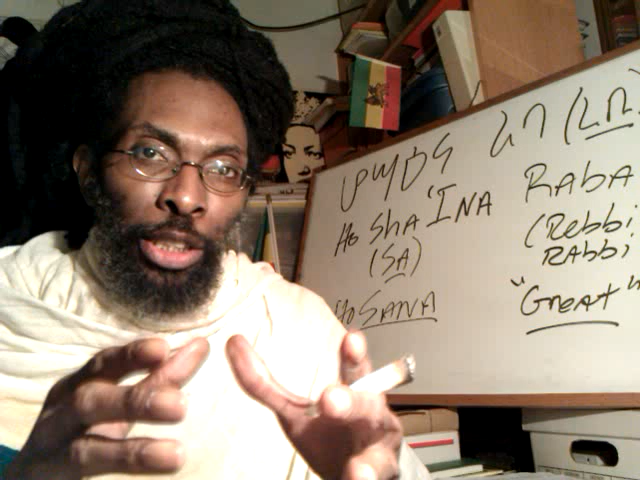 ሆሣዕና
Ho Sha'INA RABA
(SA) (Rebbi,
RABBi
HoSANA "Great"